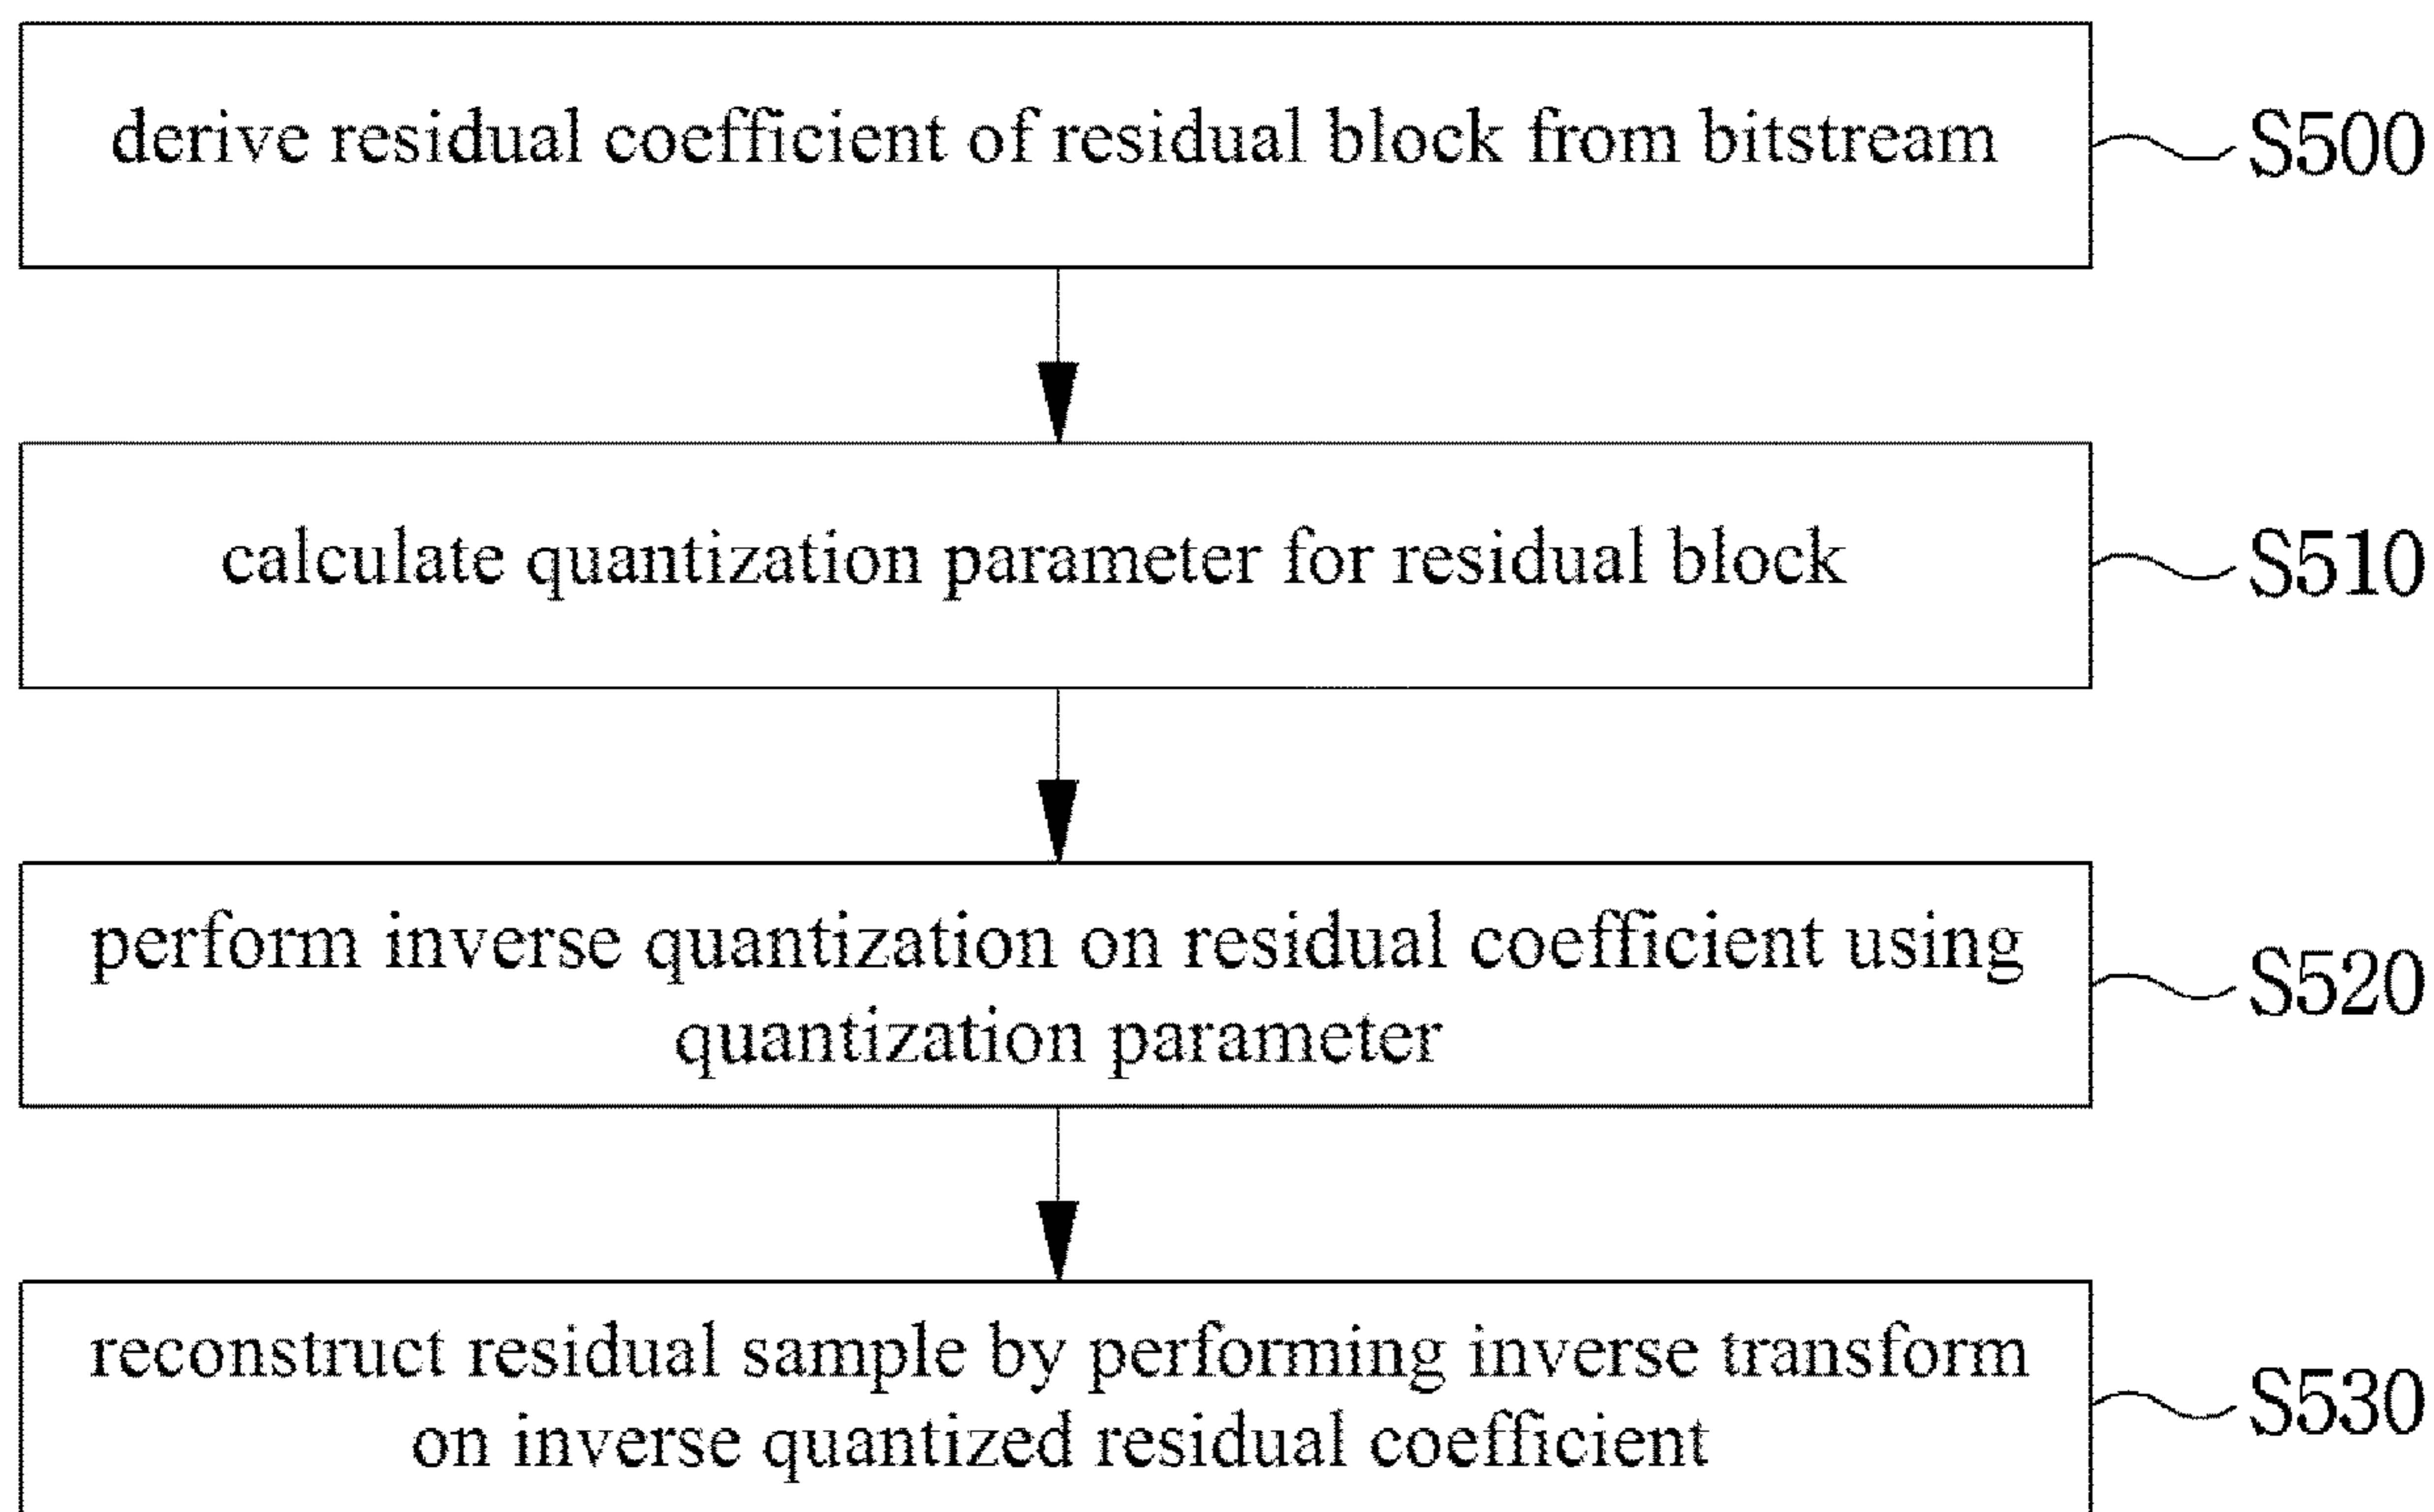 derive residual coefficient of residual block from bitstream
S500
calculate quantization parameter for residual block
S510
perform inverse quantization on residual coefficient using
quantization parameter
S520
reconstruct residual sample by performing inverse transform
on inverse quantized residual coefficient
S530